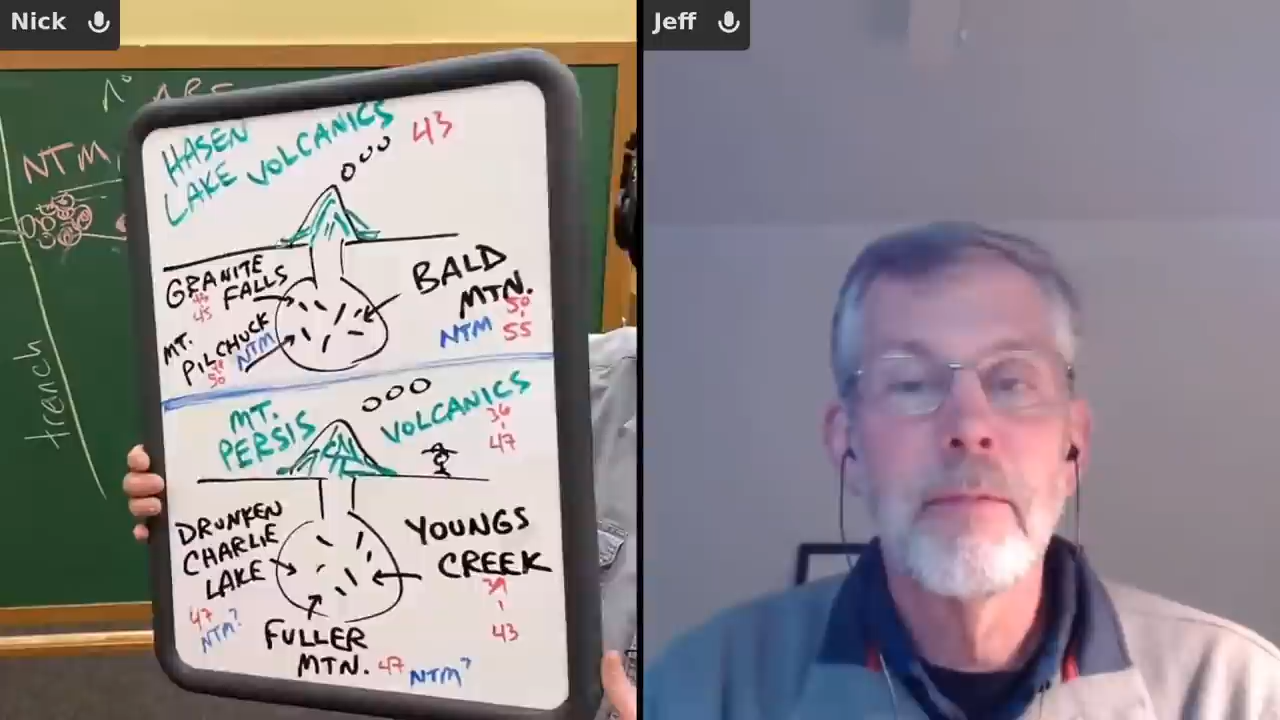 Nick
Jeff
NTM
trench
HASEN
LAKE VOLCANICS 43
GRANITE
FALLS
45
BALD
MTN.
50
55
NTM
MT.
PILCHUCK
NTM
50
MT.
PERSIS
VOLCANICS
36
47
DRUNKEN
CHARLIE
LAKE
47
NTM?
YOUNGS
CREEK
39
43
FULLER
MTN. 47 NTM?